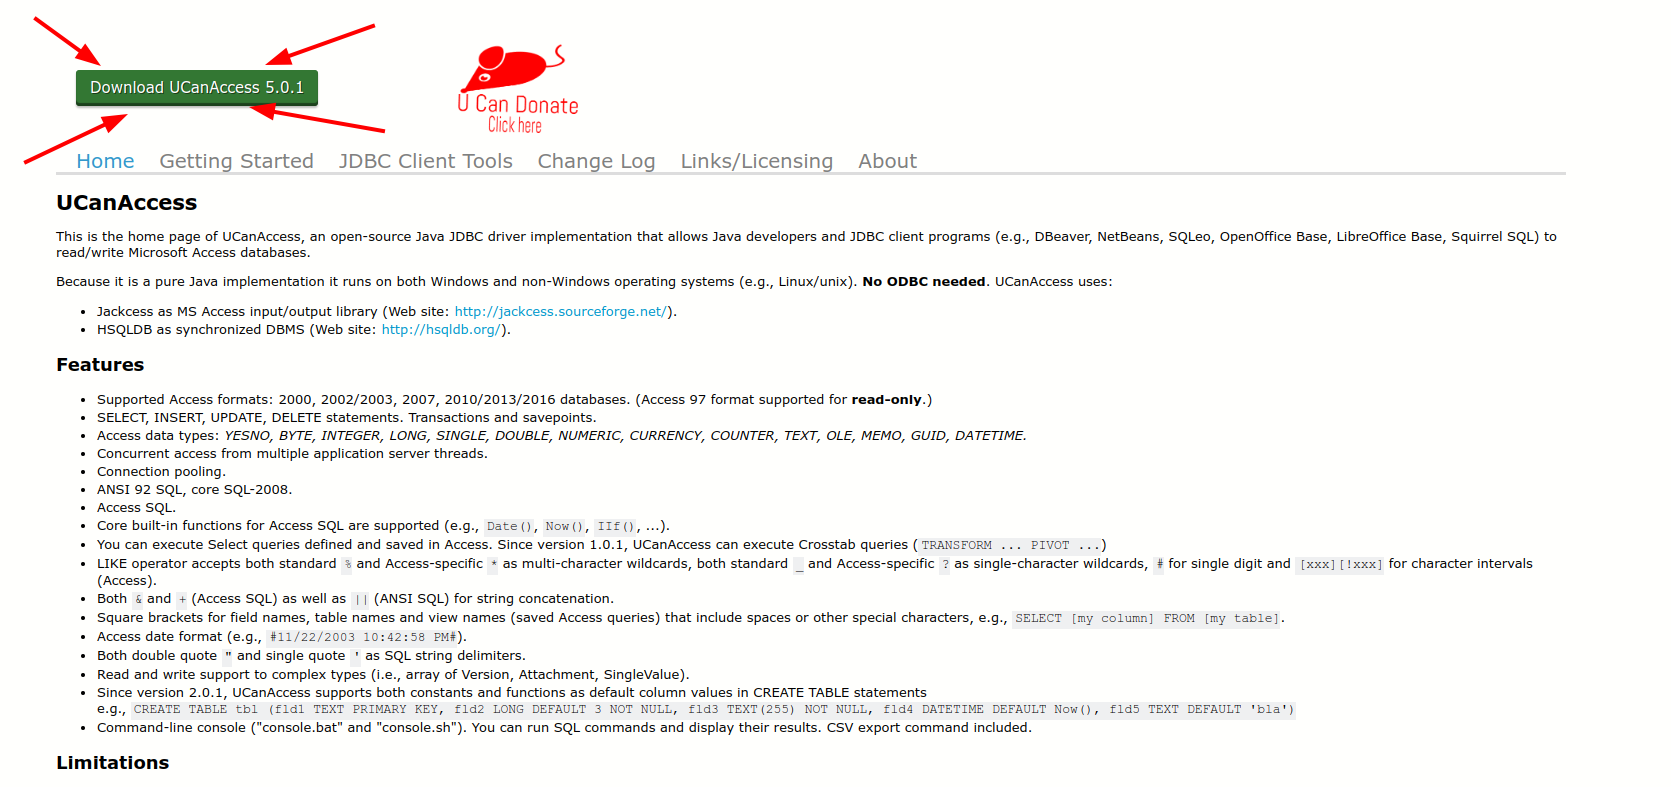 Download UCanAccess 5.0.1
U Can Donate
Click here
Home Getting Started JDBC Client Tools Change Log Links/Licensing About
UCanAccess
This is the home page of UCanAccess, an open-source Java JDBC driver implementation that allows Java developers and JDBC client programs (e.g., DBeaver, NetBeans, SQLeo, OpenOffice Base, LibreOffice Base, Squirrel SQL) to
read/write Microsoft Access databases.
Because it is a pure Java implementation it runs on both Windows and non-Windows operating systems (e.g., Linux/unix). No ODBC needed. UCanAccess uses:
• Jackcess as MS Access input/output library (Web site: http://jackcess.sourceforge.net/).
• HSQLDB as synchronized DBMS (Web site: http://hsqldb.org/).
Features
• Supported Access formats: 2000, 2002/2003, 2007, 2010/2013/2016 databases. (Access 97 format supported for read-only.)
• SELECT, INSERT, UPDATE, DELETE statements. Transactions and savepoints.
• Access data types: YESNO, BYTE, INTEGER, LONG, SINGLE, DOUBLE, NUMERIC, CURRENCY, COUNTER, TEXT, OLE, MEMO, GUID, DATETIME.
• Concurrent access from multiple application server threads.
• Connection pooling.
• ANSI 92 SQL, core SQL-2008.
• Access SQL.
• Core built-in functions for Access SQL are supported (e.g., Date(), Now(), IIf(), ...).
• You can execute Select queries defined and saved in Access. Since version 1.0.1, UCanAccess can execute Crosstab queries (TRANSFORM ... PIVOT ...)
• LIKE operator accepts both standard % and Access-specific * as multi-character wildcards, both standard _ and Access-specific ? as single-character wildcards, # for single digit and [xxx][!xxx] for character intervals
(Access).
• Both & and + (Access SQL) as well as || (ANSI SQL) for string concatenation.
• Square brackets for field names, table names and view names (saved Access queries) that include spaces or other special characters, e.g., SELECT [my column] FROM [my table].
• Access date format (e.g., #11/22/2003 10:42:58 PM#).
• Both double quote " and single quote ' as SQL string delimiters.
• Read and write support to complex types (i.e., array of Version, Attachment, SingleValue).
• Since version 2.0.1, UCanAccess supports both constants and functions as default column values in CREATE TABLE statements
e.g., CREATE TABLE tbl (fld1 TEXT PRIMARY KEY, fld2 LONG DEFAULT 3 NOT NULL, fld3 TEXT(255) NOT NULL, fld4 DATETIME DEFAULT Now(), fld5 TEXT DEFAULT 'bla')
• Command-line console ("console.bat" and "console.sh"). You can run SQL commands and display their results. CSV export command included.
Limitations